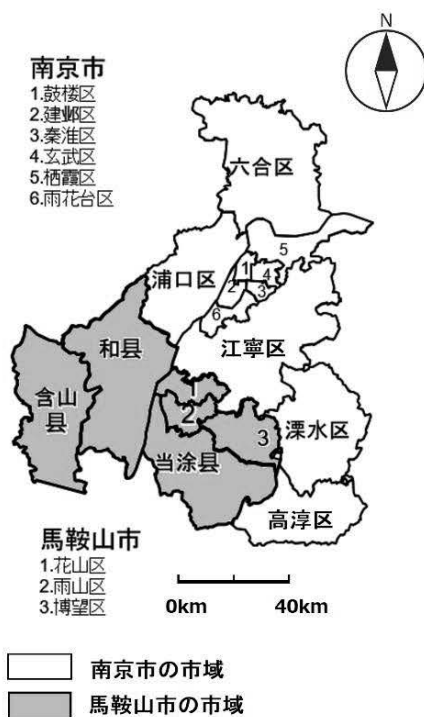 N
南京市
1.鼓楼区
2.建邺区
3.秦淮区
4.玄武区
5.栖霞区
6.雨花台区
六合区
5
浦口区
1
4
2
3
6
江寧区
和県
含山
県
1
2
3
溧水区
当涂県
高淳区
馬鞍山市
1.花山区
2.雨山区
3.博望区
0km
40km
南京市の市域
馬鞍山市の市域